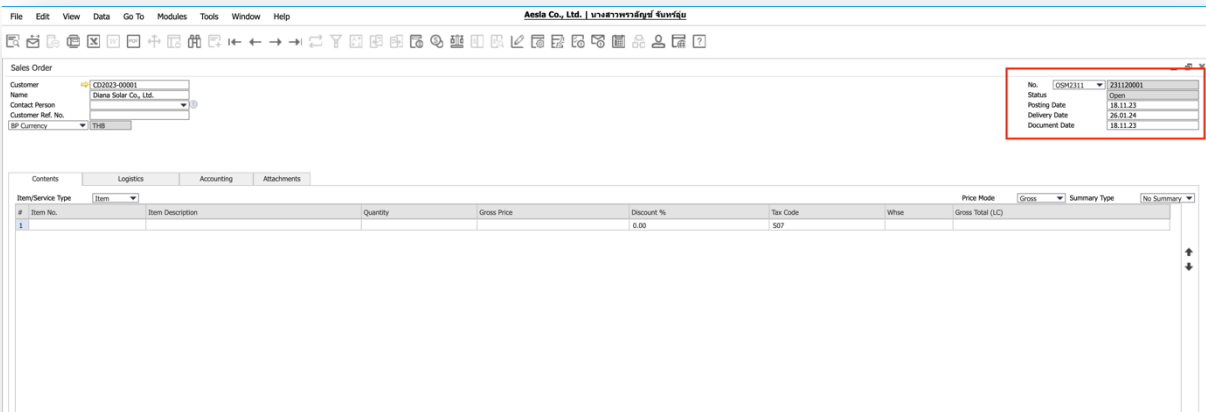 File Edit View Data Go To Modules Tools Window Help
Aesla Co., Ltd. | นางสาวพรวลัญช์ จันทร์อุ่ย
Sales Order
Customer CD2023-00001
Name Diana Solar Co., Ltd.
Contact Person
Customer Ref. No.
BP Currency THB
No. OSM2311 231120001
Status Open
Posting Date 18.11.23
Delivery Date 26.01.24
Document Date 18.11.23
Contents Logistics Accounting Attachments
Item/Service Type Item Price Mode Gross Summary Type No Summary
# Item No. Item Description Quantity Gross Price Discount % Tax Code Whse Gross Total (LC)
1 0.00 S07